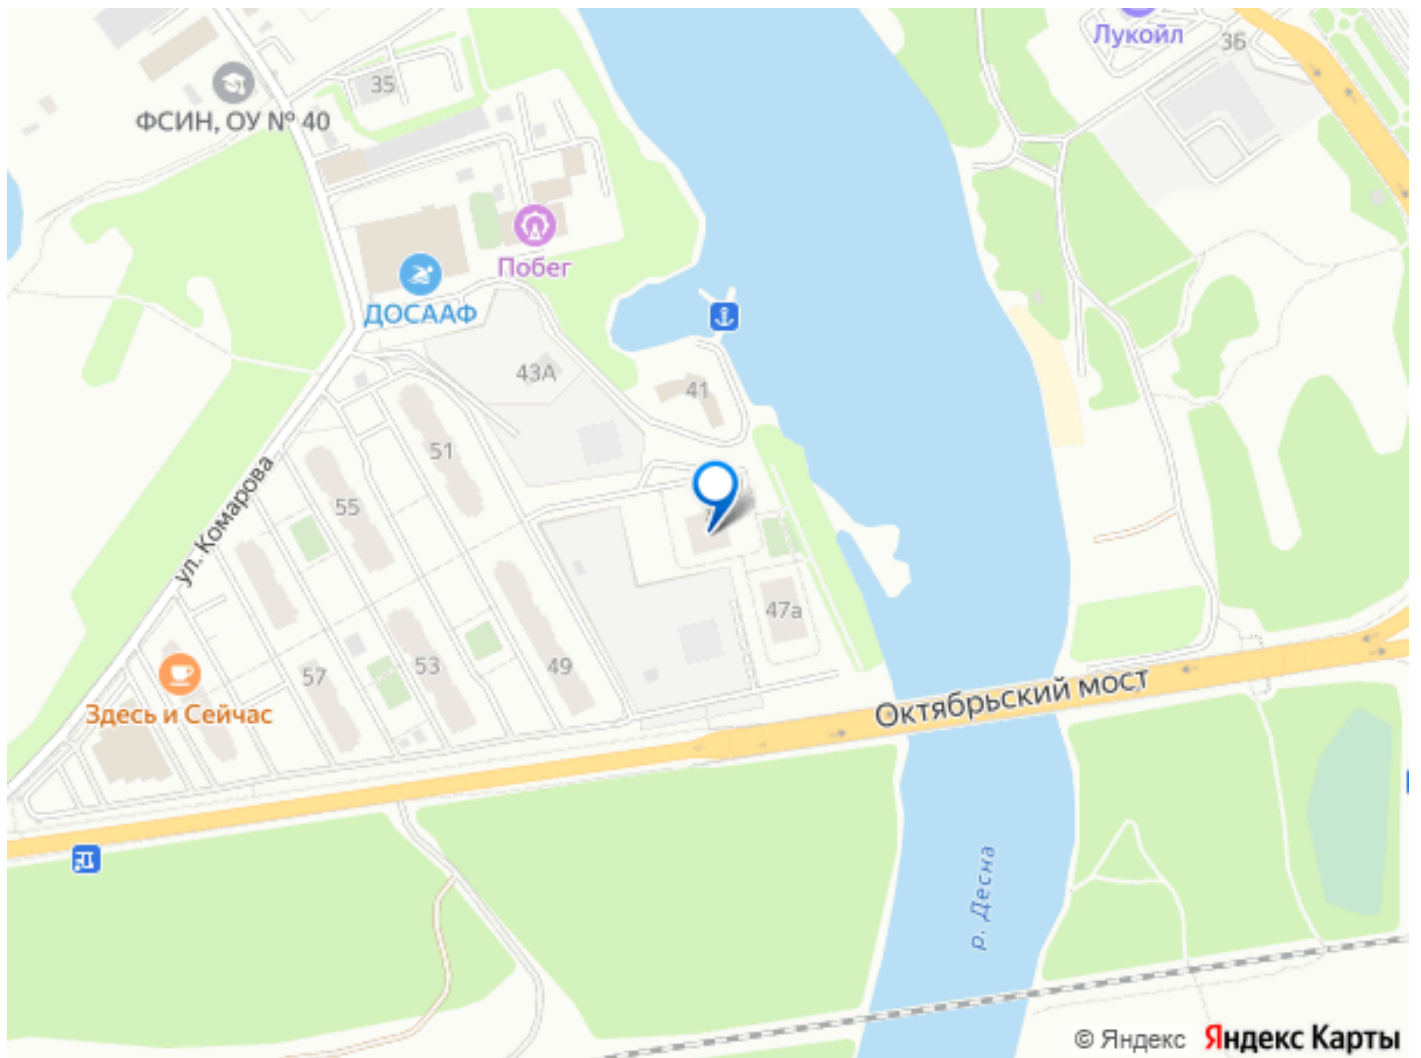 Лукойл
36
35
ФСИН, ОУ № 40
Побег
ДОСААФ
43А
41
51
55
ул. Комарова
47а
53
49
57
Здесь и Сейчас
Октябрьский мост
р. Десна
© Яндекс Яндекс Карты